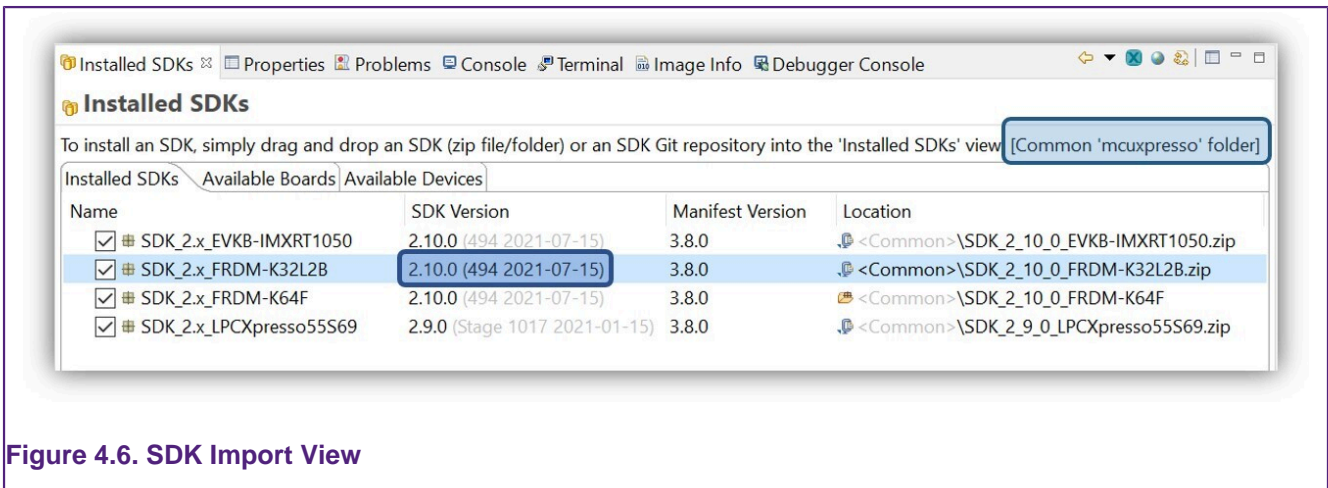 Installed SDKs Properties Problems Console Terminal Image Info Debugger Console
Installed SDKs
To install an SDK, simply drag and drop an SDK (zip file/folder) or an SDK Git repository into the 'Installed SDKs' view [Common 'mcuxpresso' folder]
Installed SDKs Available Boards Available Devices
Name SDK Version Manifest Version Location
SDK_2.x_EVKB-IMXRT1050 2.10.0 (494 2021-07-15) 3.8.0 <Common>\SDK_2_10_0_EVKB-IMXRT1050.zip
SDK_2.x_FRDM-K32L2B 2.10.0 (494 2021-07-15) 3.8.0 <Common>\SDK_2_10_0_FRDM-K32L2B.zip
SDK_2.x_FRDM-K64F 2.10.0 (494 2021-07-15) 3.8.0 <Common>\SDK_2_10_0_FRDM-K64F
SDK_2.x_LPCXpresso55S69 2.9.0 (Stage 1017 2021-01-15) 3.8.0 <Common>\SDK_2_9_0_LPCXpresso55S69.zip
Figure 4.6. SDK Import View